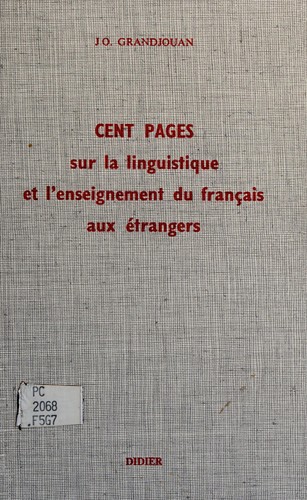 J.O. GRANDJOUAN
CENT PAGES
sur la linguistique
et l'enseignement du français
aux étrangers
PC
2068
.F5G7
DIDIER